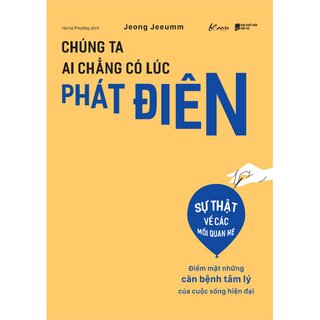 Heina Phương dịch
Jeong Jeeumm
CHÚNG TA
AI CHẲNG CÓ LÚC
PHÁT ĐIÊN
SỰ THẬT
VỀ CÁC
MỐI QUAN HỆ
Điểm mặt những
căn bệnh tâm lý
của cuộc sống hiện đại